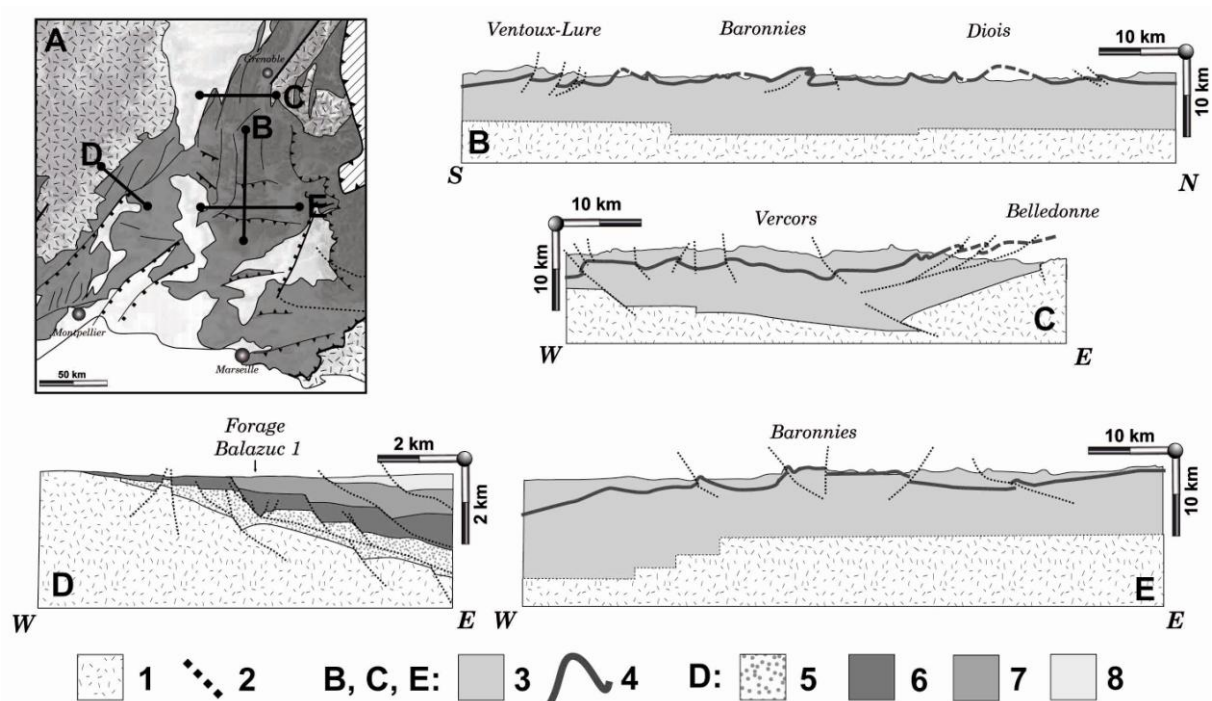 A
Grenoble
C
B
D
E
Montpellier
Marseille
50 km
Ventoux-Lure
Baronnies
Diois
10 km
10 km
B
S
N
10 km
10 km
Vercors
Belledonne
C
W
E
Forage
Balazuc 1
2 km
2 km
D
W
E
Baronnies
10 km
10 km
E
W
E
1
2
B, C, E:
3
4
D:
5
6
7
8